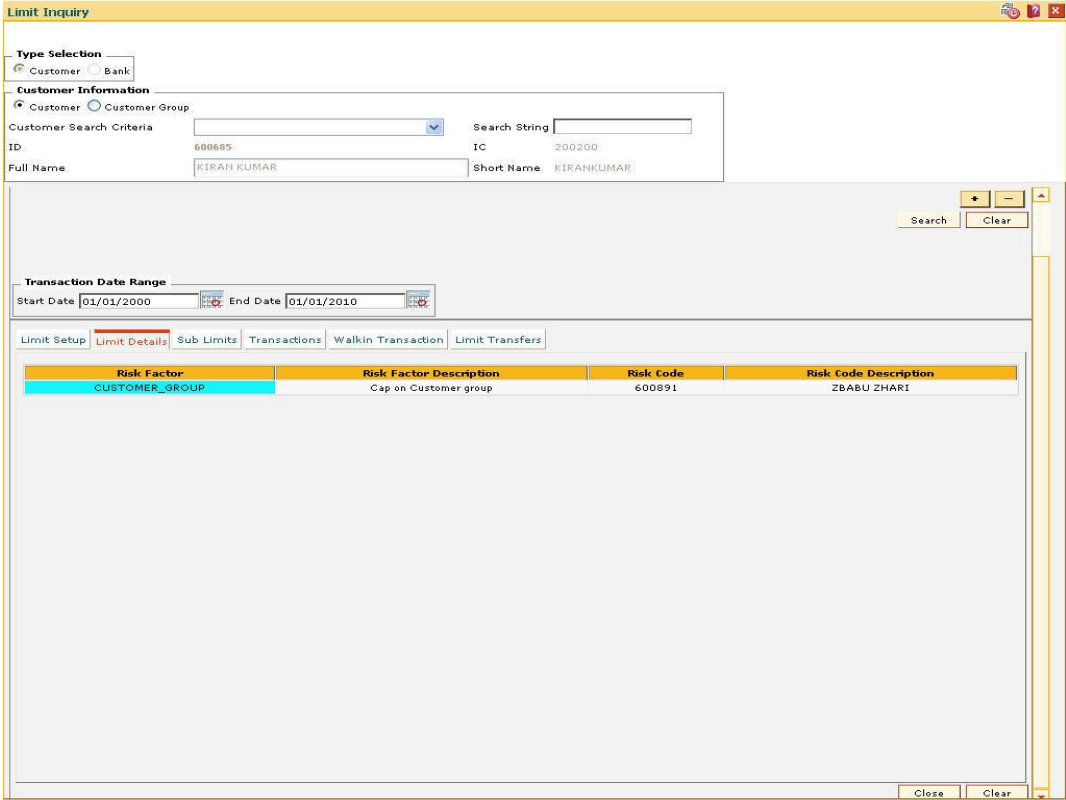 Limit Inquiry
Type Selection
Customer Bank
Customer Information
Customer Customer Group
Customer Search Criteria Search String
ID 600685 IC 200200
Full Name KIRAN KUMAR Short Name KIRANKUMAR
+ −
Search Clear
Transaction Date Range
Start Date 01/01/2000 End Date 01/01/2010
Limit Setup Limit Details Sub Limits Transactions Walkin Transaction Limit Transfers
Risk Factor Risk Factor Description Risk Code Risk Code Description
CUSTOMER_GROUP Cap on Customer group 600891 ZBABU ZHARI
Close Clear